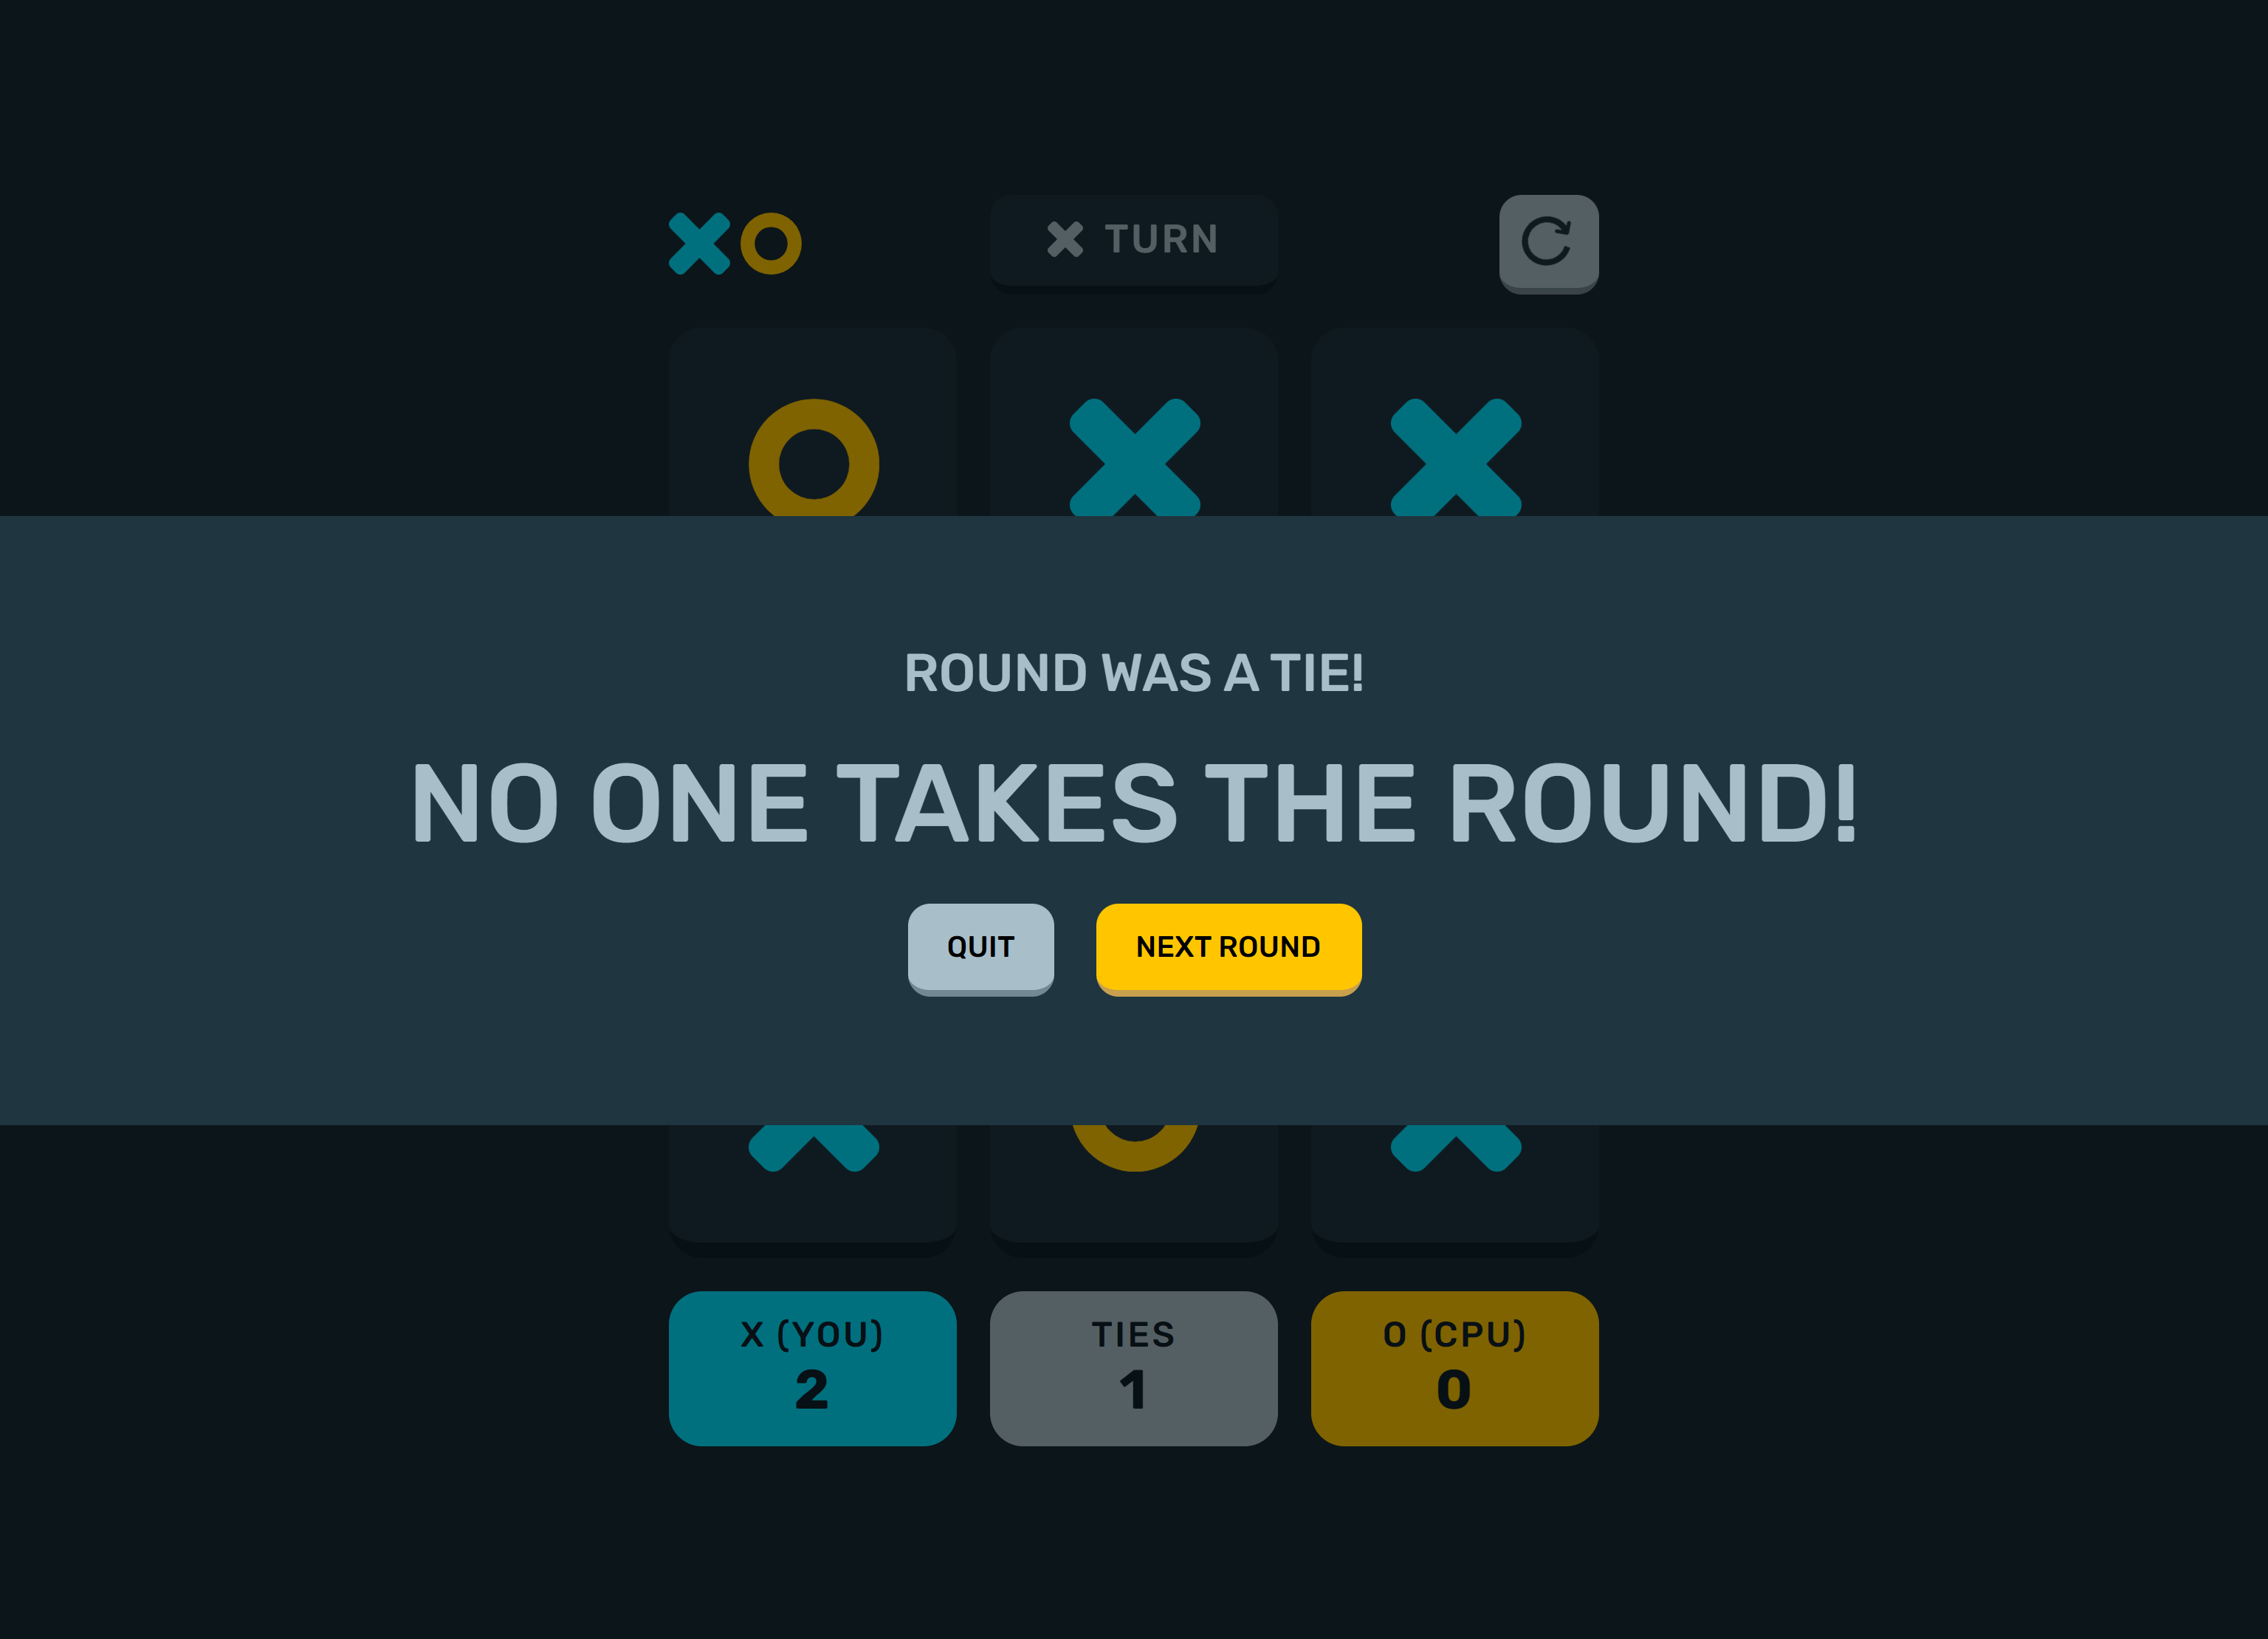 TURN
ROUND WAS A TIE!
NO ONE TAKES THE ROUND!
QUIT
NEXT ROUND
X (YOU)
2
TIES
1
O (CPU)
0